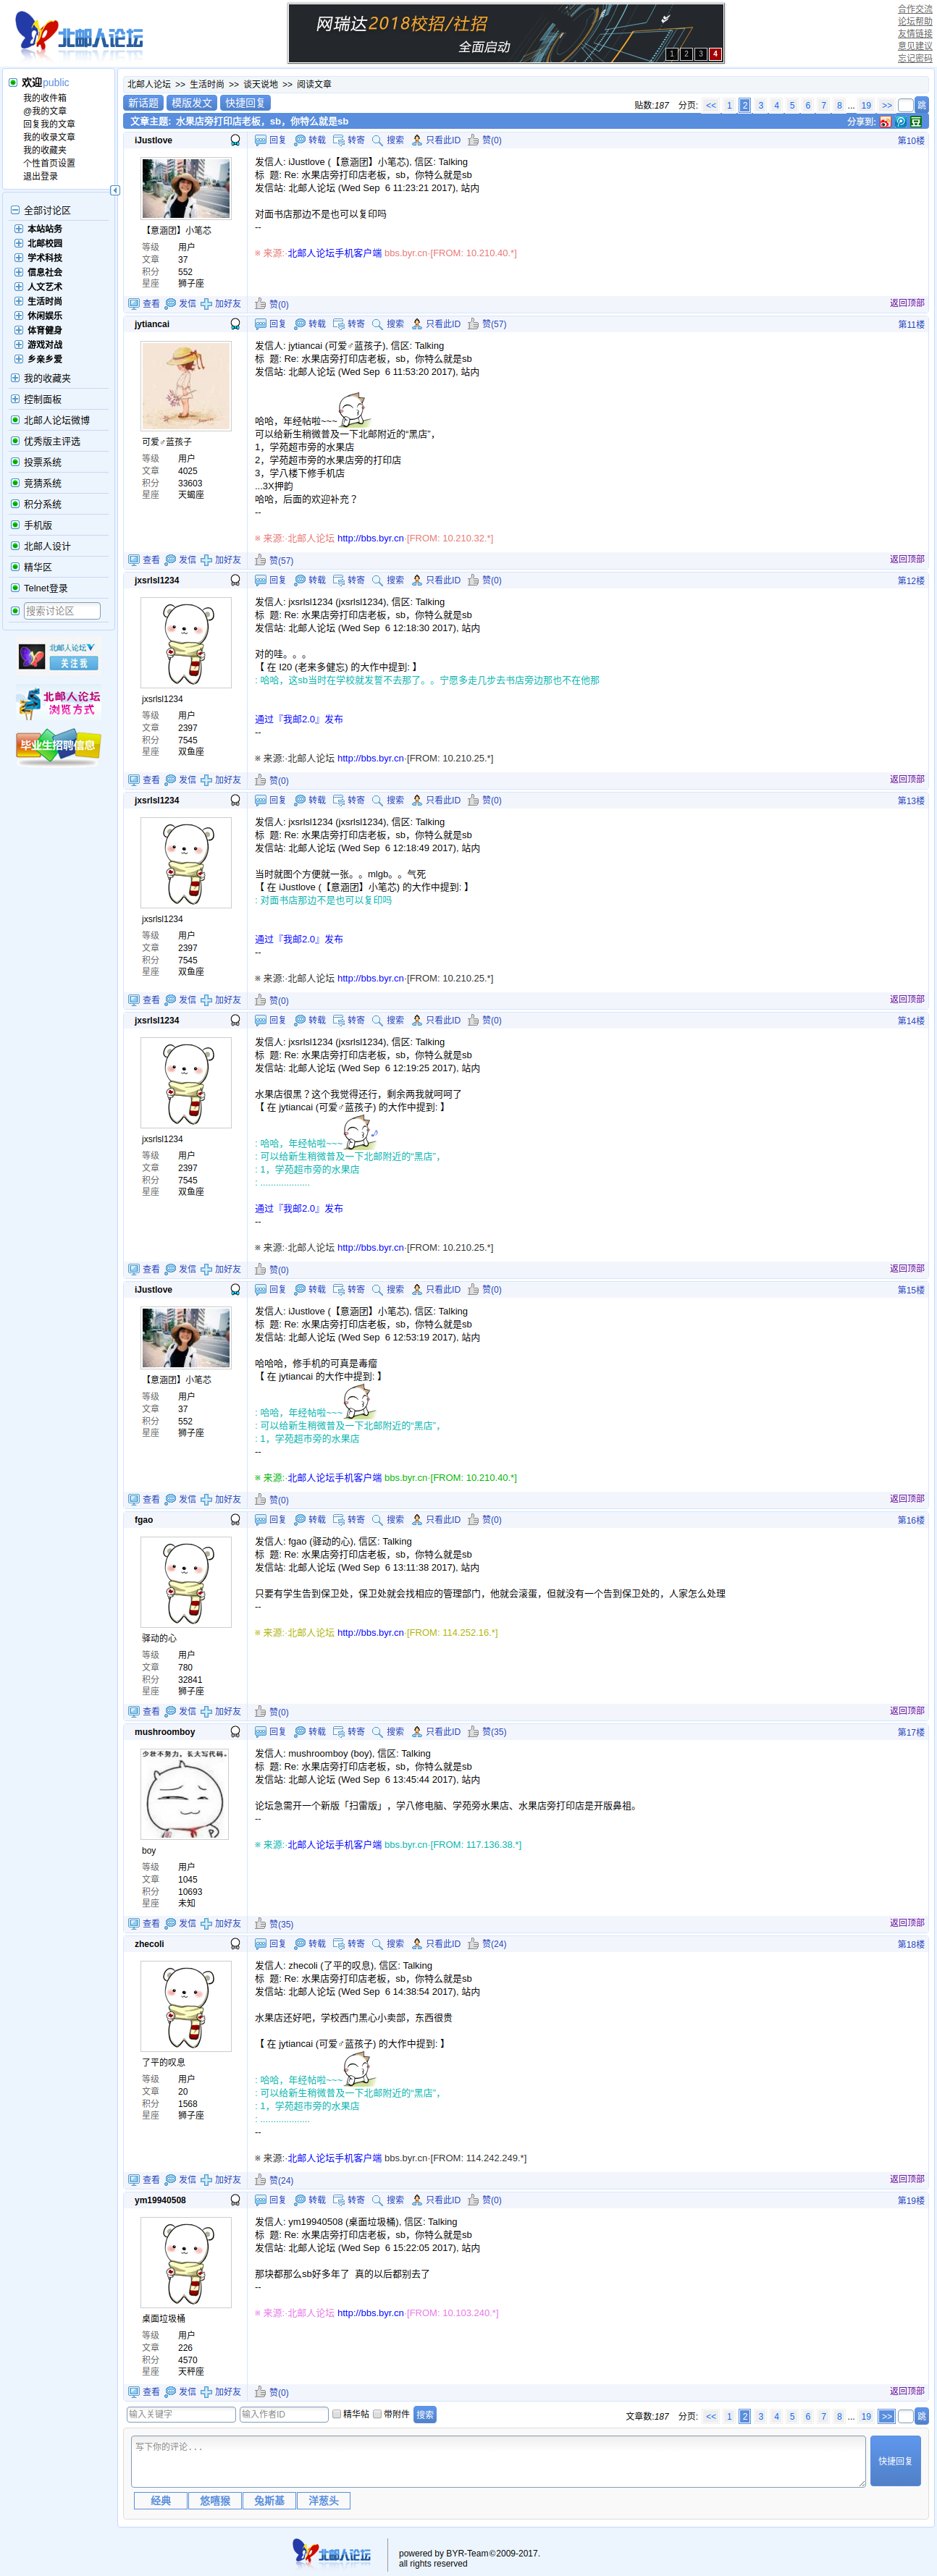 北邮人论坛
网瑞达2018校招/社招
全面启动
1 2 3 4
合作交流
论坛帮助
友情链接
意见建议
忘记密码
欢迎public
我的收件箱
@我的文章
回复我的文章
我的收录文章
我的收藏夹
个性首页设置
退出登录
全部讨论区
本站站务
北邮校园
学术科技
信息社会
人文艺术
生活时尚
休闲娱乐
体育健身
游戏对战
乡亲乡爱
我的收藏夹
控制面板
北邮人论坛微博
优秀版主评选
投票系统
竞猜系统
积分系统
手机版
北邮人设计
精华区
Telnet登录
搜索讨论区
北邮人论坛
关注我
北邮人论坛
浏览方式
毕业生招聘信息
北邮人论坛 >> 生活时尚 >> 谈天说地 >> 阅读文章
新话题 模版发文 快捷回复
贴数:187 分页: << 1 2 3 4 5 6 7 8 ... 19 >> 跳
文章主题: 水果店旁打印店老板，sb，你特么就是sb
分享到:
iJustlove
回复 转载 转寄 搜索 只看此ID 赞(0) 第10楼
【意涵团】小笔芯
等级 用户
文章 37
积分 552
星座 狮子座
发信人: iJustlove (【意涵团】小笔芯), 信区: Talking
标 题: Re: 水果店旁打印店老板，sb，你特么就是sb
发信站: 北邮人论坛 (Wed Sep 6 11:23:21 2017), 站内
对面书店那边不是也可以复印吗
--
※ 来源:·北邮人论坛手机客户端 bbs.byr.cn·[FROM: 10.210.40.*]
查看 发信 加好友 赞(0) 返回顶部
jytiancai
回复 转载 转寄 搜索 只看此ID 赞(57) 第11楼
可爱♂蓝孩子
等级 用户
文章 4025
积分 33603
星座 天蝎座
发信人: jytiancai (可爱♂蓝孩子), 信区: Talking
标 题: Re: 水果店旁打印店老板，sb，你特么就是sb
发信站: 北邮人论坛 (Wed Sep 6 11:53:20 2017), 站内
哈哈，年经帖啦~~~
可以给新生稍微普及一下北邮附近的“黑店”，
1，学苑超市旁的水果店
2，学苑超市旁的水果店旁的打印店
3，学八楼下修手机店
...3X押韵
哈哈，后面的欢迎补充？
--
※ 来源:·北邮人论坛 http://bbs.byr.cn·[FROM: 10.210.32.*]
查看 发信 加好友 赞(57) 返回顶部
jxsrlsl1234
回复 转载 转寄 搜索 只看此ID 赞(0) 第12楼
jxsrlsl1234
等级 用户
文章 2397
积分 7545
星座 双鱼座
发信人: jxsrlsl1234 (jxsrlsl1234), 信区: Talking
标 题: Re: 水果店旁打印店老板，sb，你特么就是sb
发信站: 北邮人论坛 (Wed Sep 6 12:18:30 2017), 站内
对的哇。。。
【 在 l20 (老来多健忘) 的大作中提到: 】
: 哈哈，这sb当时在学校就发誓不去那了。。宁愿多走几步去书店旁边那也不在他那
通过『我邮2.0』发布
--
※ 来源:·北邮人论坛 http://bbs.byr.cn·[FROM: 10.210.25.*]
查看 发信 加好友 赞(0) 返回顶部
jxsrlsl1234
回复 转载 转寄 搜索 只看此ID 赞(0) 第13楼
jxsrlsl1234
等级 用户
文章 2397
积分 7545
星座 双鱼座
发信人: jxsrlsl1234 (jxsrlsl1234), 信区: Talking
标 题: Re: 水果店旁打印店老板，sb，你特么就是sb
发信站: 北邮人论坛 (Wed Sep 6 12:18:49 2017), 站内
当时就图个方便就一张。。mlgb。。气死
【 在 iJustlove (【意涵团】小笔芯) 的大作中提到: 】
: 对面书店那边不是也可以复印吗
通过『我邮2.0』发布
--
※ 来源:·北邮人论坛 http://bbs.byr.cn·[FROM: 10.210.25.*]
查看 发信 加好友 赞(0) 返回顶部
jxsrlsl1234
回复 转载 转寄 搜索 只看此ID 赞(0) 第14楼
jxsrlsl1234
等级 用户
文章 2397
积分 7545
星座 双鱼座
发信人: jxsrlsl1234 (jxsrlsl1234), 信区: Talking
标 题: Re: 水果店旁打印店老板，sb，你特么就是sb
发信站: 北邮人论坛 (Wed Sep 6 12:19:25 2017), 站内
水果店很黑？这个我觉得还行，剩余两我就呵呵了
【 在 jytiancai (可爱♂蓝孩子) 的大作中提到: 】
: 哈哈，年经帖啦~~~
: 可以给新生稍微普及一下北邮附近的“黑店”，
: 1，学苑超市旁的水果店
: ...................
通过『我邮2.0』发布
--
※ 来源:·北邮人论坛 http://bbs.byr.cn·[FROM: 10.210.25.*]
查看 发信 加好友 赞(0) 返回顶部
iJustlove
回复 转载 转寄 搜索 只看此ID 赞(0) 第15楼
【意涵团】小笔芯
等级 用户
文章 37
积分 552
星座 狮子座
发信人: iJustlove (【意涵团】小笔芯), 信区: Talking
标 题: Re: 水果店旁打印店老板，sb，你特么就是sb
发信站: 北邮人论坛 (Wed Sep 6 12:53:19 2017), 站内
哈哈哈，修手机的可真是毒瘤
【 在 jytiancai 的大作中提到: 】
: 哈哈，年经帖啦~~~
: 可以给新生稍微普及一下北邮附近的“黑店”，
: 1，学苑超市旁的水果店
--
※ 来源:·北邮人论坛手机客户端 bbs.byr.cn·[FROM: 10.210.40.*]
查看 发信 加好友 赞(0) 返回顶部
fgao
回复 转载 转寄 搜索 只看此ID 赞(0) 第16楼
驿动的心
等级 用户
文章 780
积分 32841
星座 狮子座
发信人: fgao (驿动的心), 信区: Talking
标 题: Re: 水果店旁打印店老板，sb，你特么就是sb
发信站: 北邮人论坛 (Wed Sep 6 13:11:38 2017), 站内
只要有学生告到保卫处，保卫处就会找相应的管理部门，他就会滚蛋，但就没有一个告到保卫处的，人家怎么处理
--
※ 来源:·北邮人论坛 http://bbs.byr.cn·[FROM: 114.252.16.*]
查看 发信 加好友 赞(0) 返回顶部
mushroomboy
回复 转载 转寄 搜索 只看此ID 赞(35) 第17楼
少壮不努力，长大写代码。
boy
等级 用户
文章 1045
积分 10693
星座 未知
发信人: mushroomboy (boy), 信区: Talking
标 题: Re: 水果店旁打印店老板，sb，你特么就是sb
发信站: 北邮人论坛 (Wed Sep 6 13:45:44 2017), 站内
论坛急需开一个新版「扫雷版」，学八修电脑、学苑旁水果店、水果店旁打印店是开版鼻祖。
--
※ 来源:·北邮人论坛手机客户端 bbs.byr.cn·[FROM: 117.136.38.*]
查看 发信 加好友 赞(35) 返回顶部
zhecoli
回复 转载 转寄 搜索 只看此ID 赞(24) 第18楼
了平的叹息
等级 用户
文章 20
积分 1568
星座 狮子座
发信人: zhecoli (了平的叹息), 信区: Talking
标 题: Re: 水果店旁打印店老板，sb，你特么就是sb
发信站: 北邮人论坛 (Wed Sep 6 14:38:54 2017), 站内
水果店还好吧，学校西门黑心小卖部，东西很贵
【 在 jytiancai (可爱♂蓝孩子) 的大作中提到: 】
: 哈哈，年经帖啦~~~
: 可以给新生稍微普及一下北邮附近的“黑店”，
: 1，学苑超市旁的水果店
: ...................
--
※ 来源:·北邮人论坛手机客户端 bbs.byr.cn·[FROM: 114.242.249.*]
查看 发信 加好友 赞(24) 返回顶部
ym19940508
回复 转载 转寄 搜索 只看此ID 赞(0) 第19楼
桌面垃圾桶
等级 用户
文章 226
积分 4570
星座 天秤座
发信人: ym19940508 (桌面垃圾桶), 信区: Talking
标 题: Re: 水果店旁打印店老板，sb，你特么就是sb
发信站: 北邮人论坛 (Wed Sep 6 15:22:05 2017), 站内
那块都那么sb好多年了 真的以后都别去了
--
※ 来源:·北邮人论坛 http://bbs.byr.cn·[FROM: 10.103.240.*]
查看 发信 加好友 赞(0) 返回顶部
输入关键字 输入作者ID 精华帖 带附件 搜索
文章数:187 分页: << 1 2 3 4 5 6 7 8 ... 19 >> 跳
写下你的评论...
快捷回复
经典 悠嘻猴 兔斯基 洋葱头
北邮人论坛
powered by BYR-Team©2009-2017.
all rights reserved